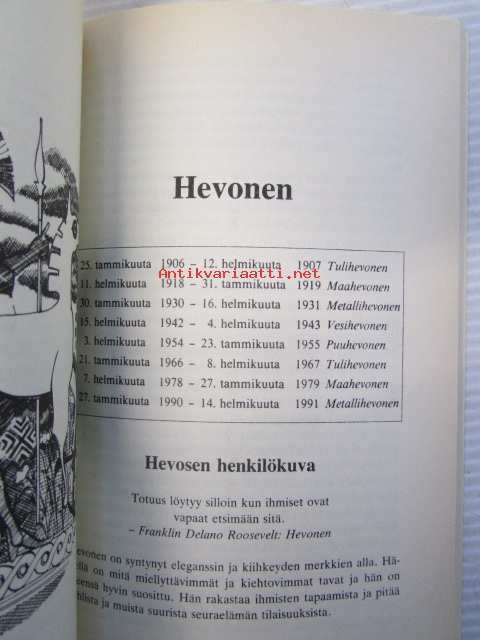 Hevonen
25. tammikuuta 1906 – 12. helmikuuta 1907 Tulihevonen
Antikvariaatti.net
11. helmikuuta 1918 – 31. tammikuuta 1919 Maahevonen
30. tammikuuta 1930 – 16. helmikuuta 1931 Metallihevonen
15. helmikuuta 1942 – 4. helmikuuta 1943 Vesihevonen
3. helmikuuta 1954 – 23. tammikuuta 1955 Puuhevonen
21. tammikuuta 1966 – 8. helmikuuta 1967 Tulihevonen
7. helmikuuta 1978 – 27. tammikuuta 1979 Maahevonen
27. tammikuuta 1990 – 14. helmikuuta 1991 Metallihevonen
Hevosen henkilökuva
Totuus löytyy silloin kun ihmiset ovat
vapaat etsimään sitä.
– Franklin Delano Roosevelt: Hevonen
evonen on syntynyt eleganssin ja kiihkeyden merkkien alla. Hä-
llä on mitä miellyttävimmät ja kiehtovimmat tavat ja hän on
eensä hyvin suosittu. Hän rakastaa ihmisten tapaamista ja pitää
hlista ja muista suurista seuraelämän tilaisuuksista.